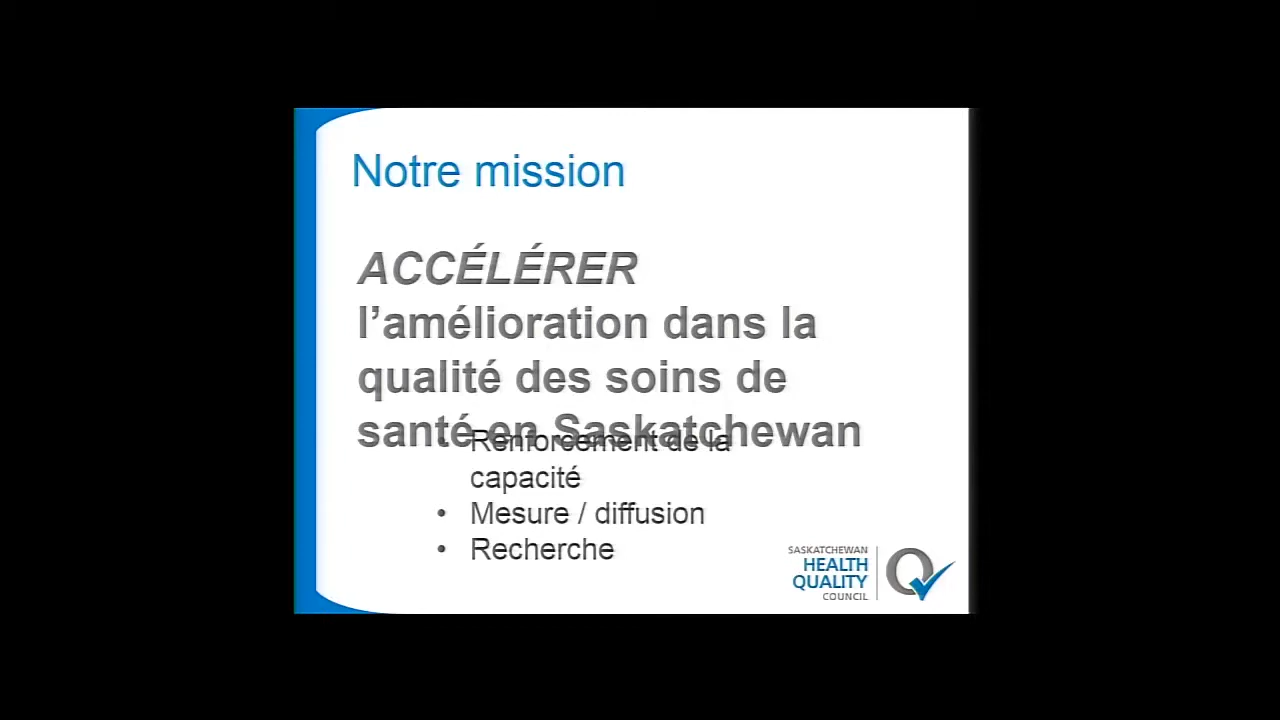 Notre mission
ACCÉLÉRER
l’amélioration dans la
qualité des soins de
santé en Saskatchewan
• Renforcement de la
capacité
• Mesure / diffusion
• Recherche
SASKATCHEWAN
HEALTH
QUALITY
COUNCIL